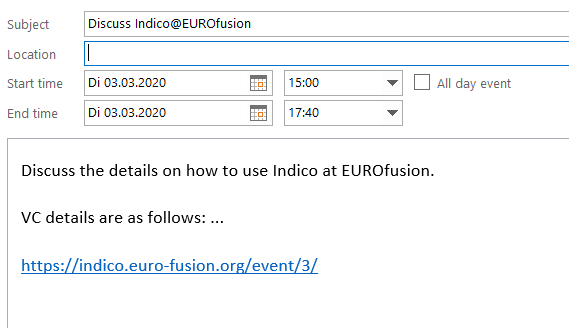 Subject Discuss Indico@EUROfusion
Location
Start time Di 03.03.2020 15:00 All day event
End time Di 03.03.2020 17:40
Discuss the details on how to use Indico at EUROfusion.
VC details are as follows: ...
https://indico.euro-fusion.org/event/3/